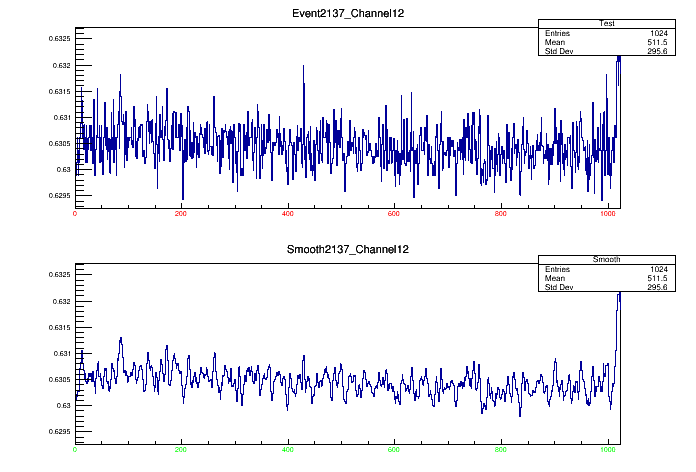 Event2137_Channel12
Test
Entries 1024
Mean 511.5
Std Dev 295.6
0.6325
0.632
0.6315
0.631
0.6305
0.63
0.6295
0 200 400 600 800 1000
Smooth2137_Channel12
Smooth
Entries 1024
Mean 511.5
Std Dev 295.6
0.6325
0.632
0.6315
0.631
0.6305
0.63
0.6295
0 200 400 600 800 1000